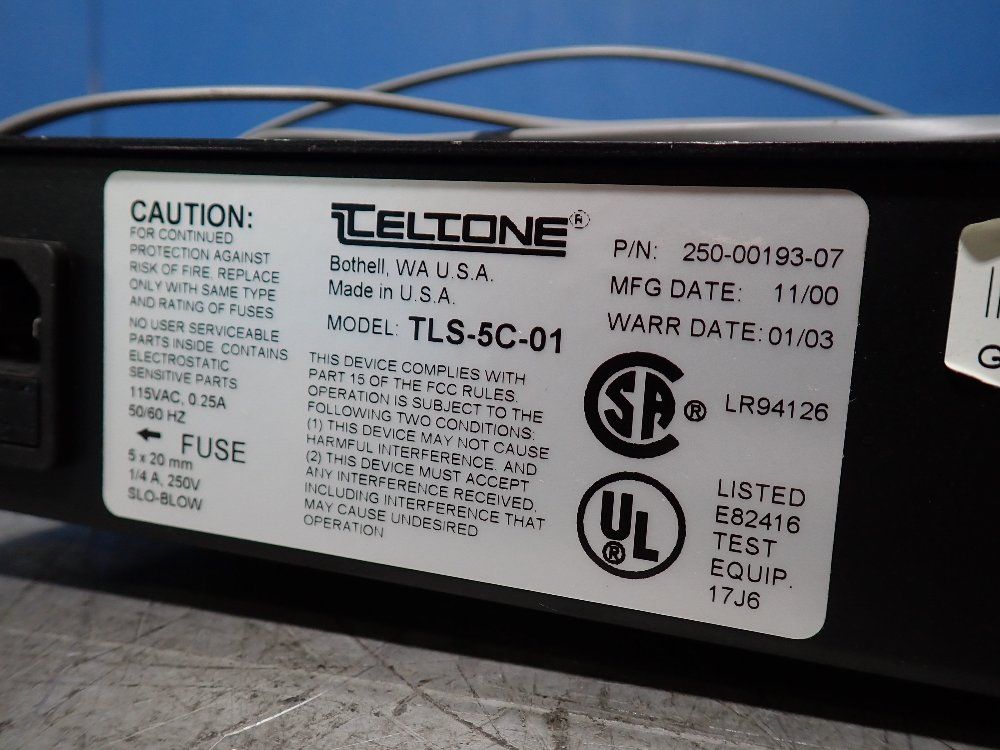 CAUTION:
FOR CONTINUED
PROTECTION AGAINST
RISK OF FIRE, REPLACE
ONLY WITH SAME TYPE
AND RATING OF FUSES
NO USER SERVICEABLE
PARTS INSIDE. CONTAINS
ELECTROSTATIC
SENSITIVE PARTS
115VAC, 0.25A
50/60 HZ
← FUSE
5 x 20 mm
1/4 A, 250V
SLO-BLOW
TELTONE®
Bothell, WA U.S.A.
Made in U.S.A.
MODEL: TLS-5C-01
THIS DEVICE COMPLIES WITH
PART 15 OF THE FCC RULES.
OPERATION IS SUBJECT TO THE
FOLLOWING TWO CONDITIONS:
(1) THIS DEVICE MAY NOT CAUSE
HARMFUL INTERFERENCE, AND
(2) THIS DEVICE MUST ACCEPT
ANY INTERFERENCE RECEIVED,
INCLUDING INTERFERENCE THAT
MAY CAUSE UNDESIRED
OPERATION
P/N: 250-00193-07
MFG DATE: 11/00
WARR DATE: 01/03
SA® LR94126
UL®
LISTED
E82416
TEST
EQUIP.
17J6
G